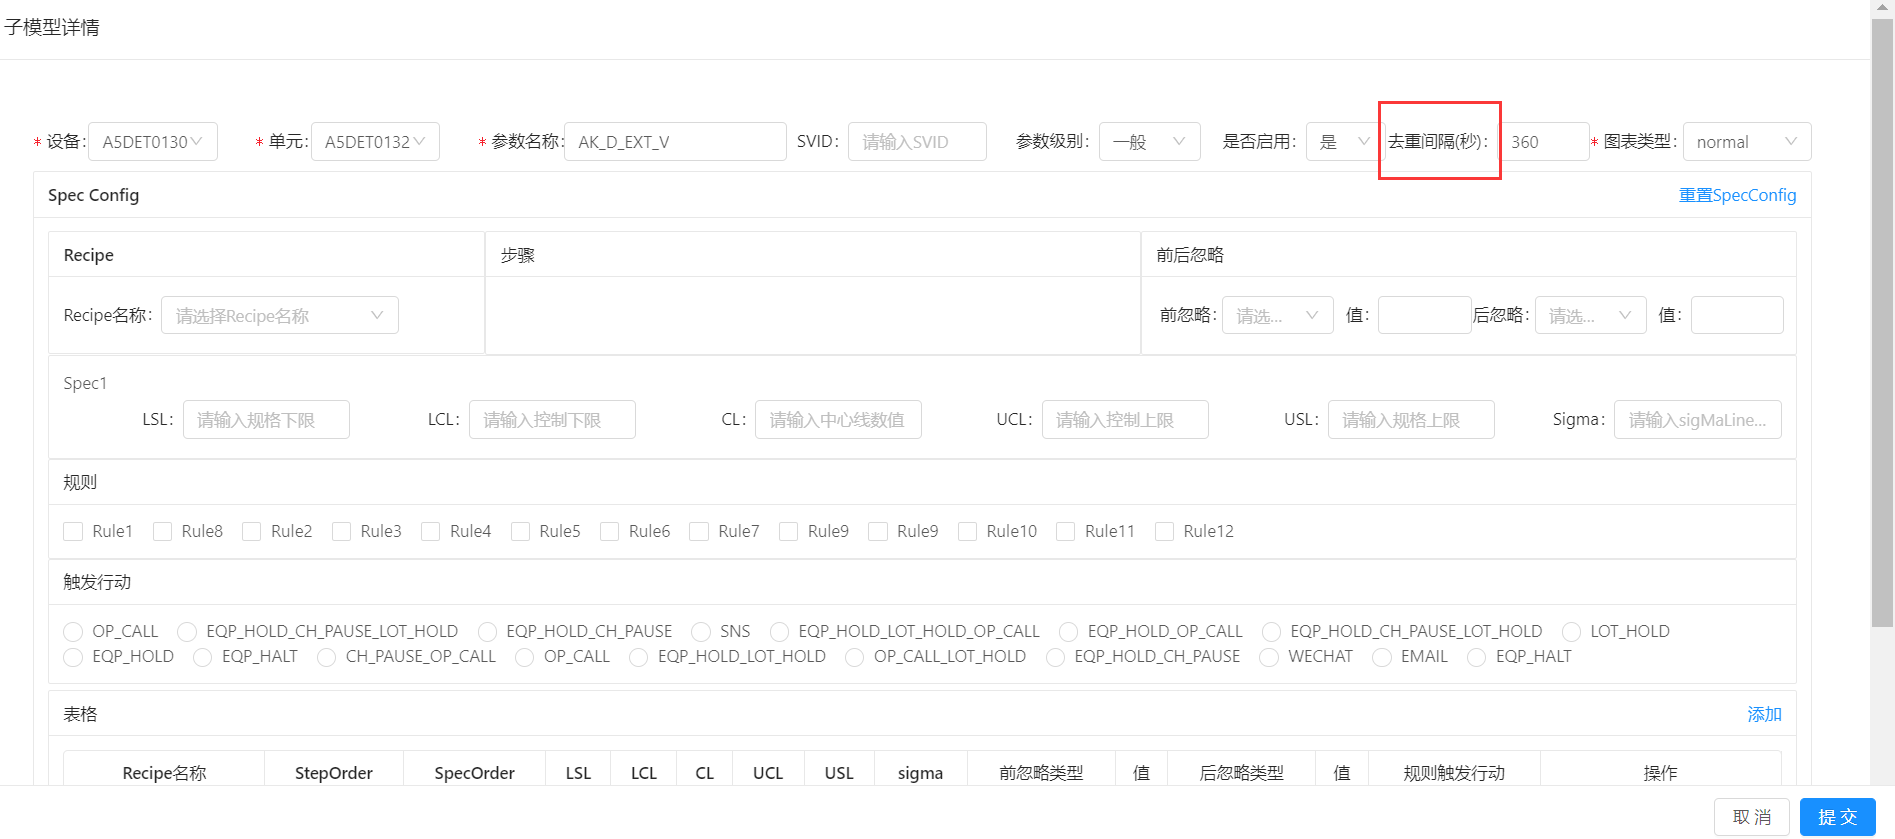 子模型详情
* 设备: A5DET0130 * 单元: A5DET0132 * 参数名称: AK_D_EXT_V SVID: 请输入SVID 参数级别: 一般 是否启用: 是 去重间隔(秒): 360 * 图表类型: normal
Spec Config 重置SpecConfig
Recipe 步骤 前后忽略
Recipe名称: 请选择Recipe名称 前忽略: 请选... 值: 后忽略: 请选... 值:
Spec1
LSL: 请输入规格下限 LCL: 请输入控制下限 CL: 请输入中心线数值 UCL: 请输入控制上限 USL: 请输入规格上限 Sigma: 请输入sigMaLine...
规则
Rule1 Rule8 Rule2 Rule3 Rule4 Rule5 Rule6 Rule7 Rule9 Rule9 Rule10 Rule11 Rule12
触发行动
OP_CALL EQP_HOLD_CH_PAUSE_LOT_HOLD EQP_HOLD_CH_PAUSE SNS EQP_HOLD_LOT_HOLD_OP_CALL EQP_HOLD_OP_CALL EQP_HOLD_CH_PAUSE_LOT_HOLD LOT_HOLD
EQP_HOLD EQP_HALT CH_PAUSE_OP_CALL OP_CALL EQP_HOLD_LOT_HOLD OP_CALL_LOT_HOLD EQP_HOLD_CH_PAUSE WECHAT EMAIL EQP_HALT
表格 添加
Recipe名称 StepOrder SpecOrder LSL LCL CL UCL USL sigma 前忽略类型 值 后忽略类型 值 规则触发行动 操作
取 消 提 交